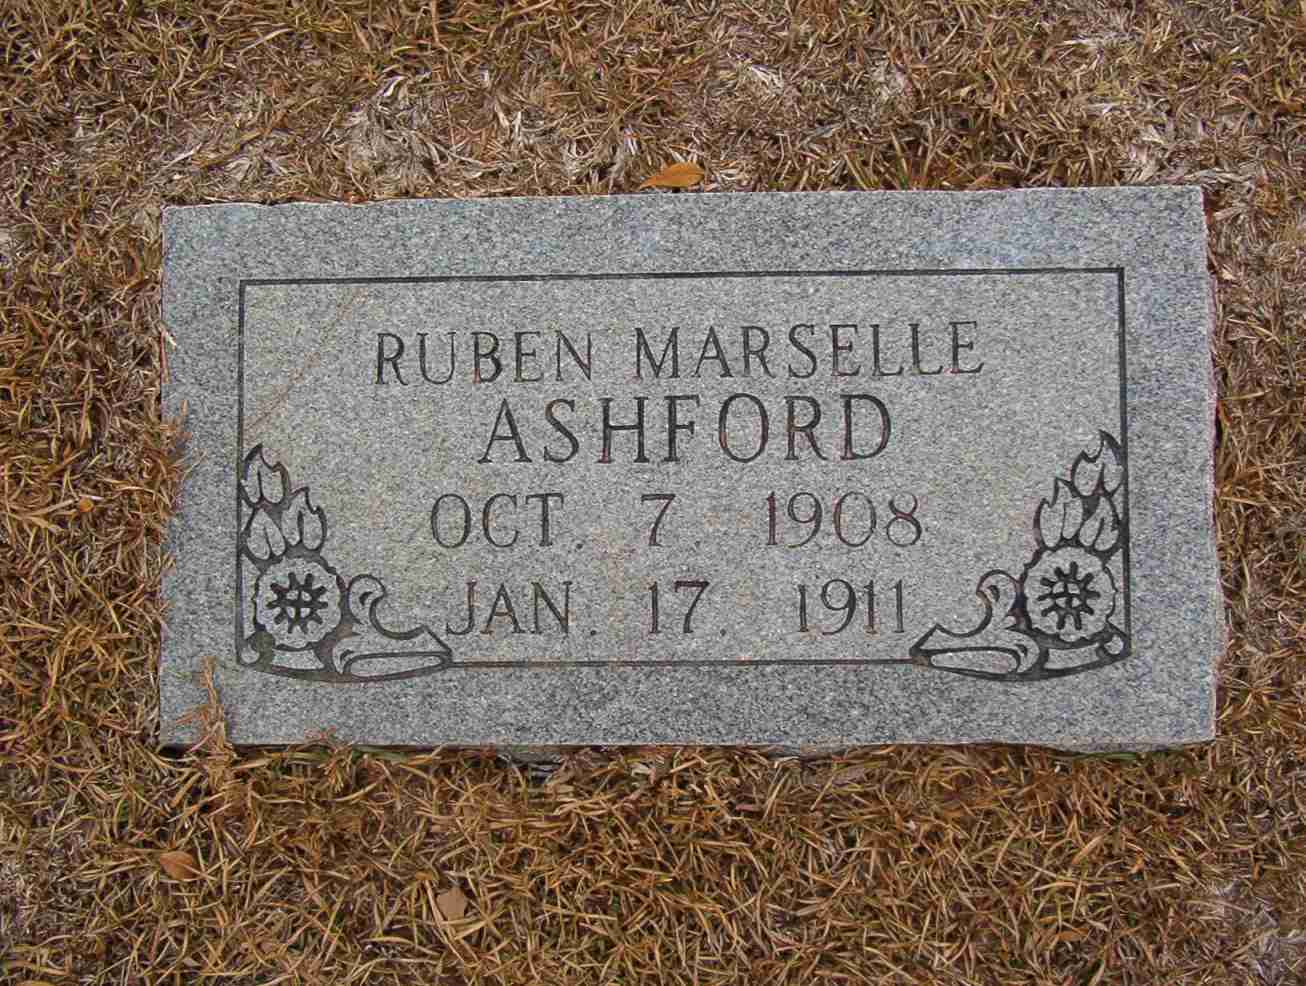 RUBEN MARSELLE
ASHFORD
OCT. 7. 1908
JAN. 17. 1911